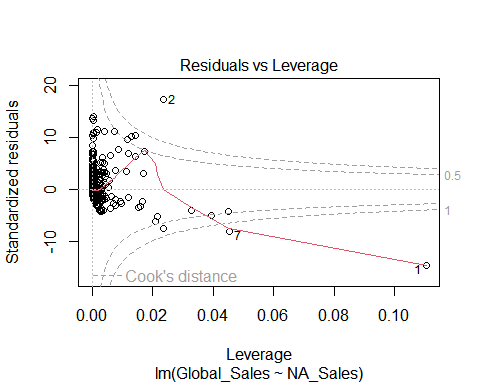 Residuals vs Leverage
Standardized residuals
20
10
0
-10
2
7
1
0.5
1
Cook's distance
0.00 0.02 0.04 0.06 0.08 0.10
Leverage
lm(Global_Sales ~ NA_Sales)